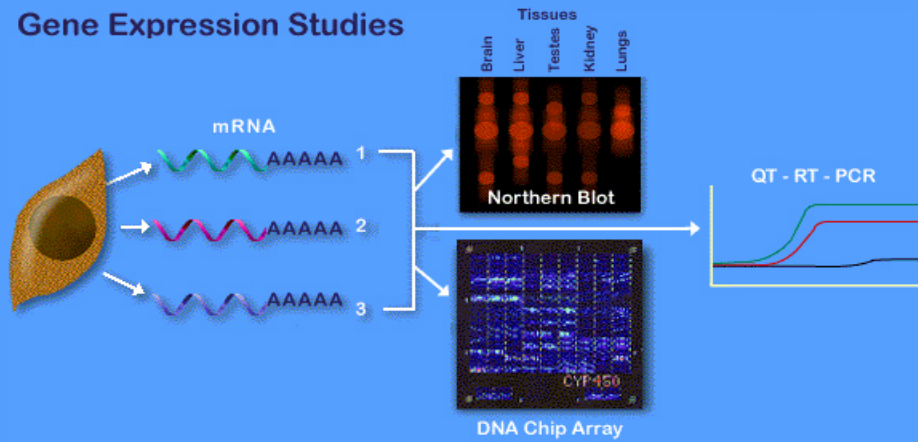 Gene Expression Studies
Tissues
Brain
Liver
Testes
Kidney
Lungs
mRNA
AAAAA 1
AAAAA 2
AAAAA 3
Northern Blot
QT - RT - PCR
CYP450
DNA Chip Array